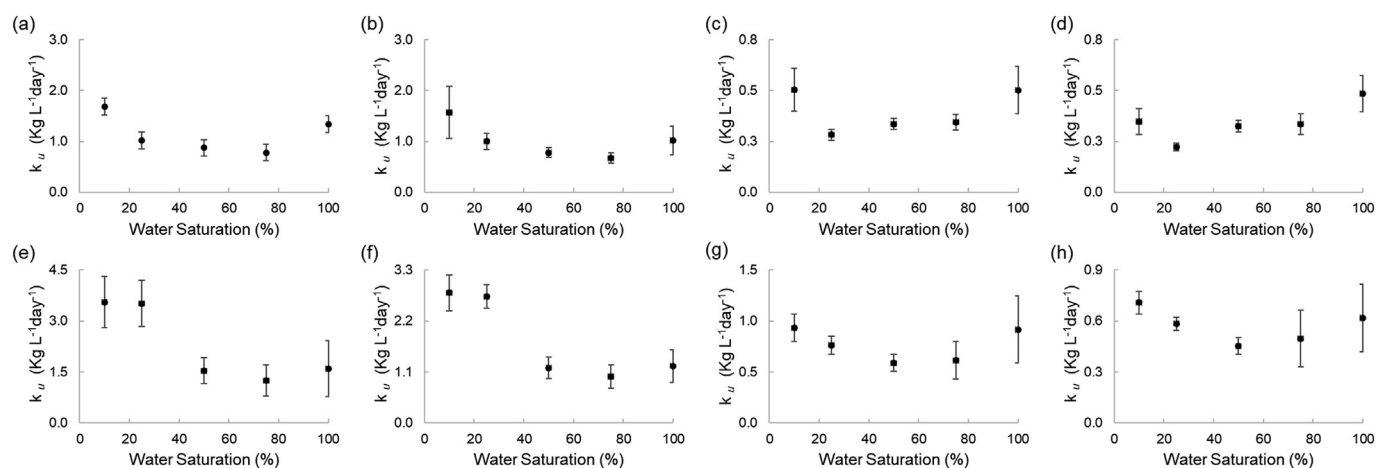 (a)
k u (Kg L-1day-1)
3.0
2.0
1.0
0.0
0 20 40 60 80 100
Water Saturation (%)
(b)
k u (Kg L-1day-1)
3.0
2.0
1.0
0.0
0 20 40 60 80 100
Water Saturation (%)
(c)
k u (Kg L-1day-1)
0.8
0.5
0.3
0.0
0 20 40 60 80 100
Water Saturation (%)
(d)
k u (Kg L-1day-1)
0.8
0.5
0.3
0.0
0 20 40 60 80 100
Water Saturation (%)
(e)
k u (Kg L-1day-1)
4.5
3.0
1.5
0.0
0 20 40 60 80 100
Water Saturation (%)
(f)
k u (Kg L-1day-1)
3.3
2.2
1.1
0.0
0 20 40 60 80 100
Water Saturation (%)
(g)
k u (Kg L-1day-1)
1.5
1.0
0.5
0.0
0 20 40 60 80 100
Water Saturation (%)
(h)
k u (Kg L-1day-1)
0.9
0.6
0.3
0.0
0 20 40 60 80 100
Water Saturation (%)